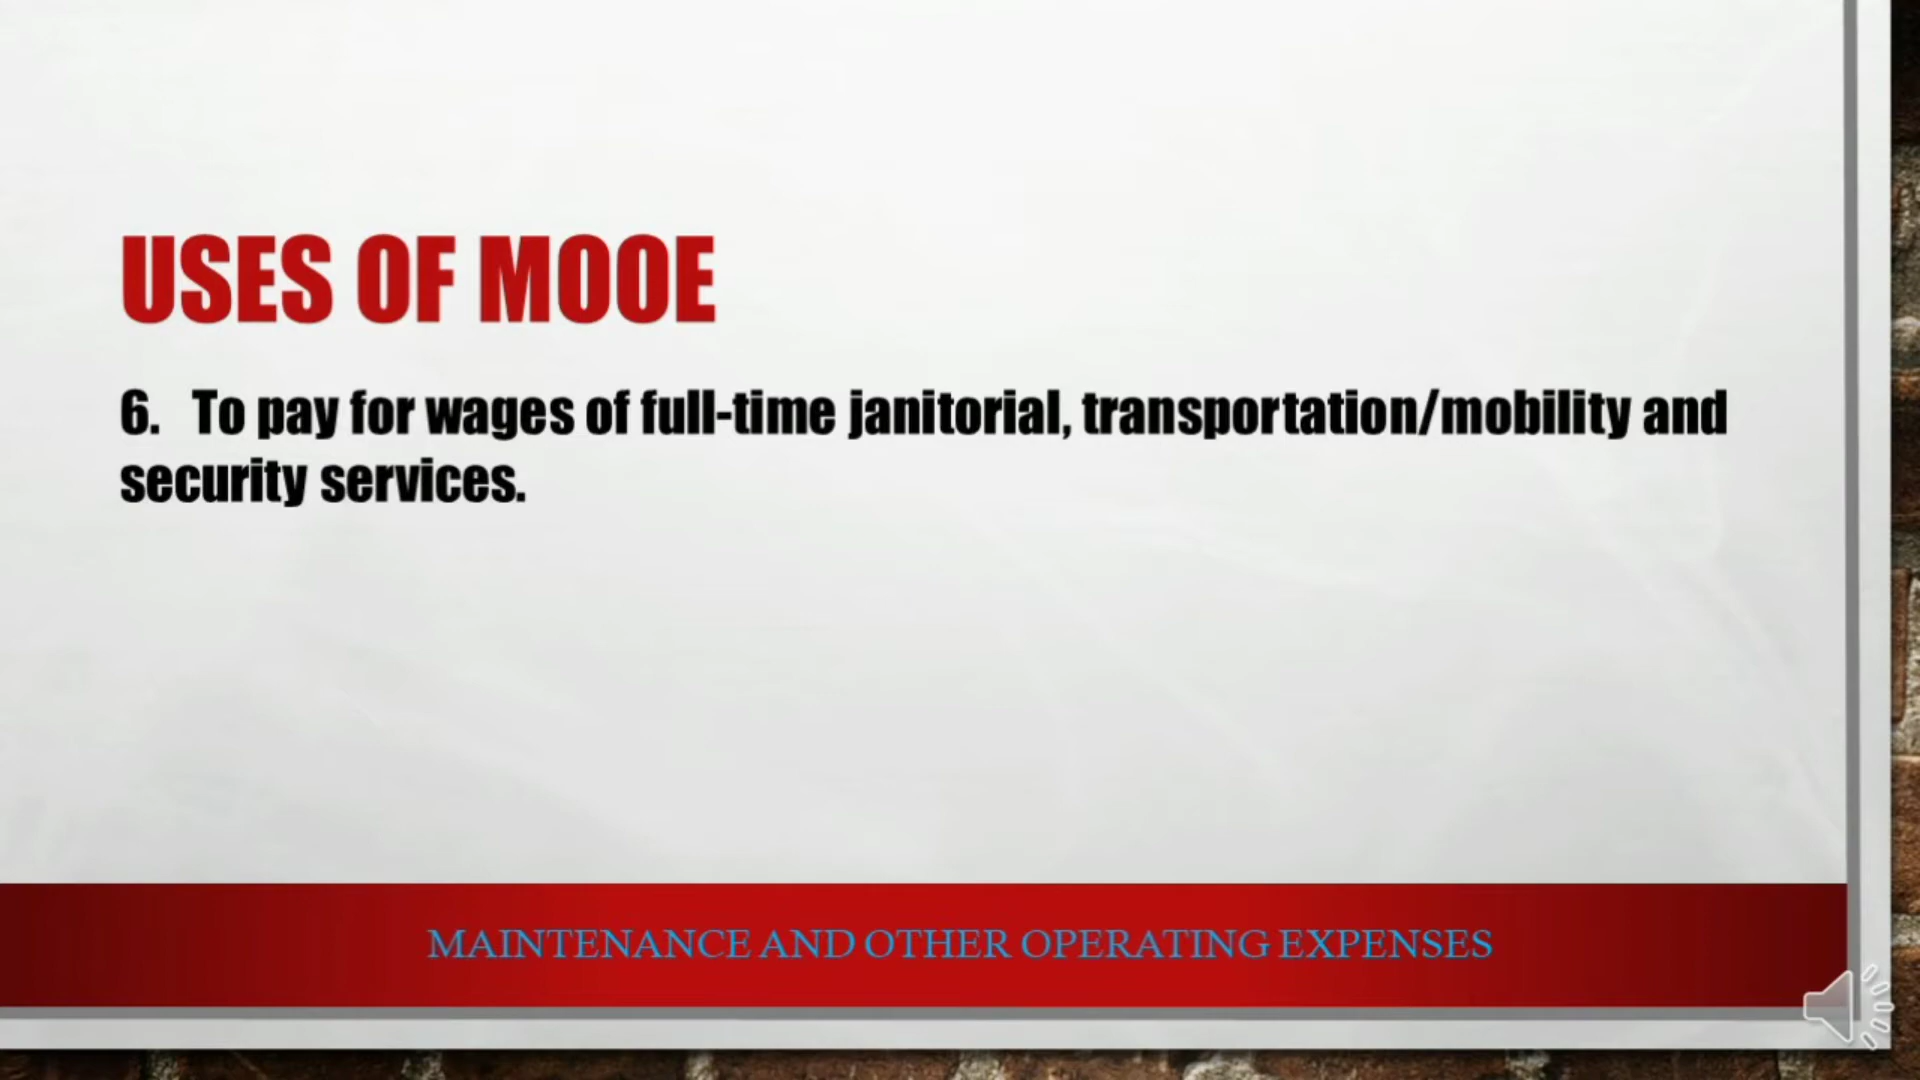 USES OF MOOE
6. To pay for wages of full-time janitorial, transportation/mobility and
security services.
MAINTENANCE AND OTHER OPERATING EXPENSES